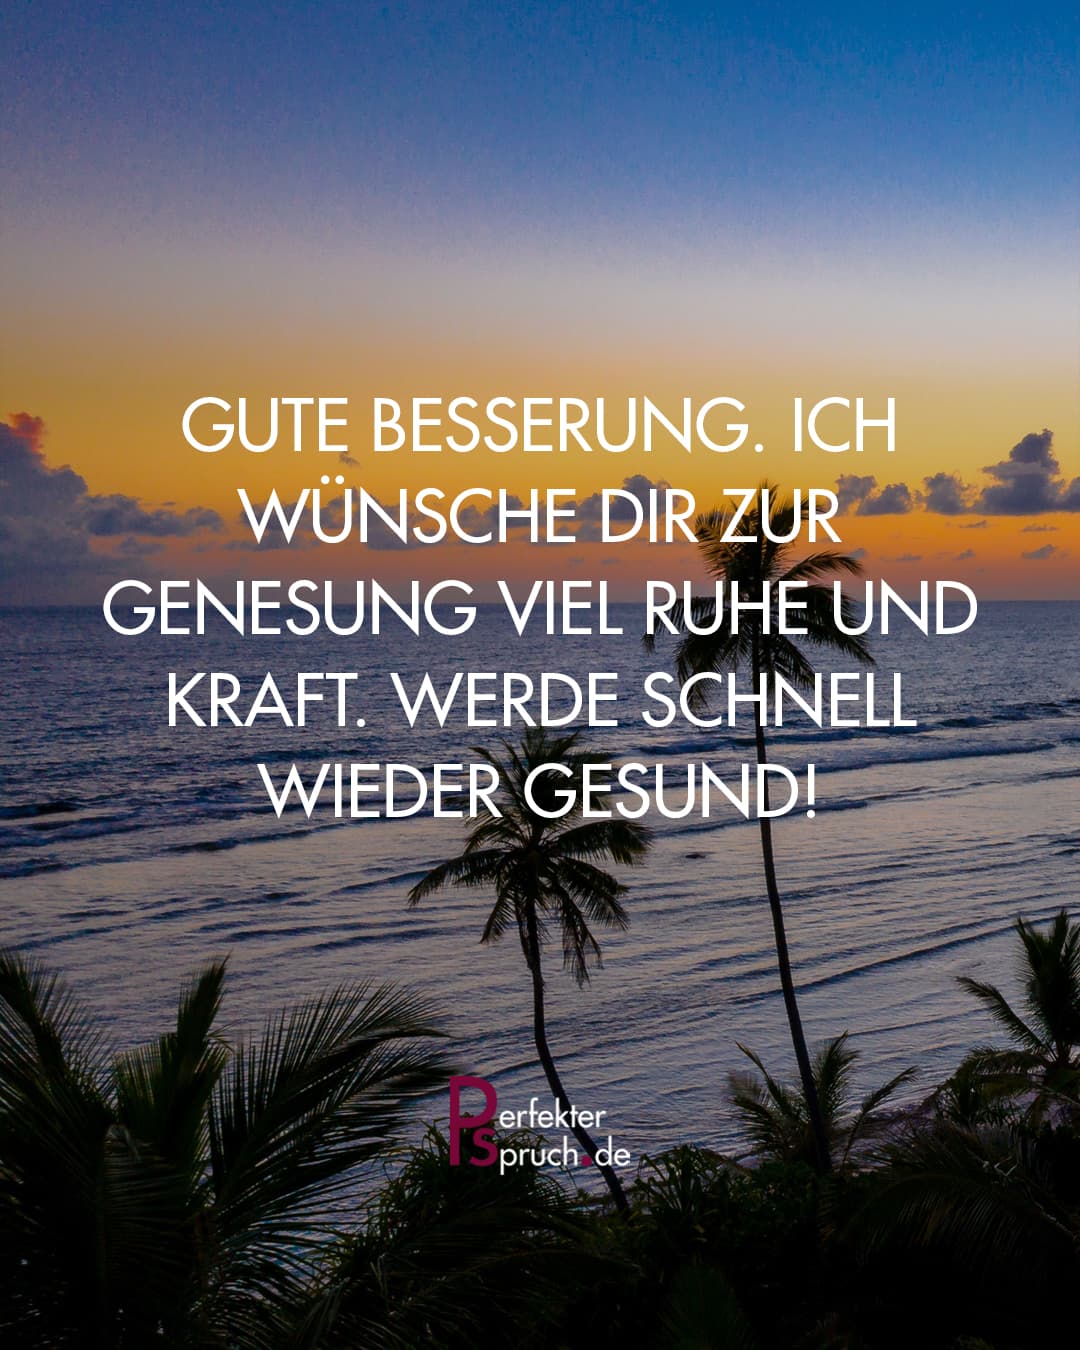 GUTE BESSERUNG. ICH
WÜNSCHE DIR ZUR
GENESUNG VIEL RUHE UND
KRAFT. WERDE SCHNELL
WIEDER GESUND!
Perfekter
Spruch.de